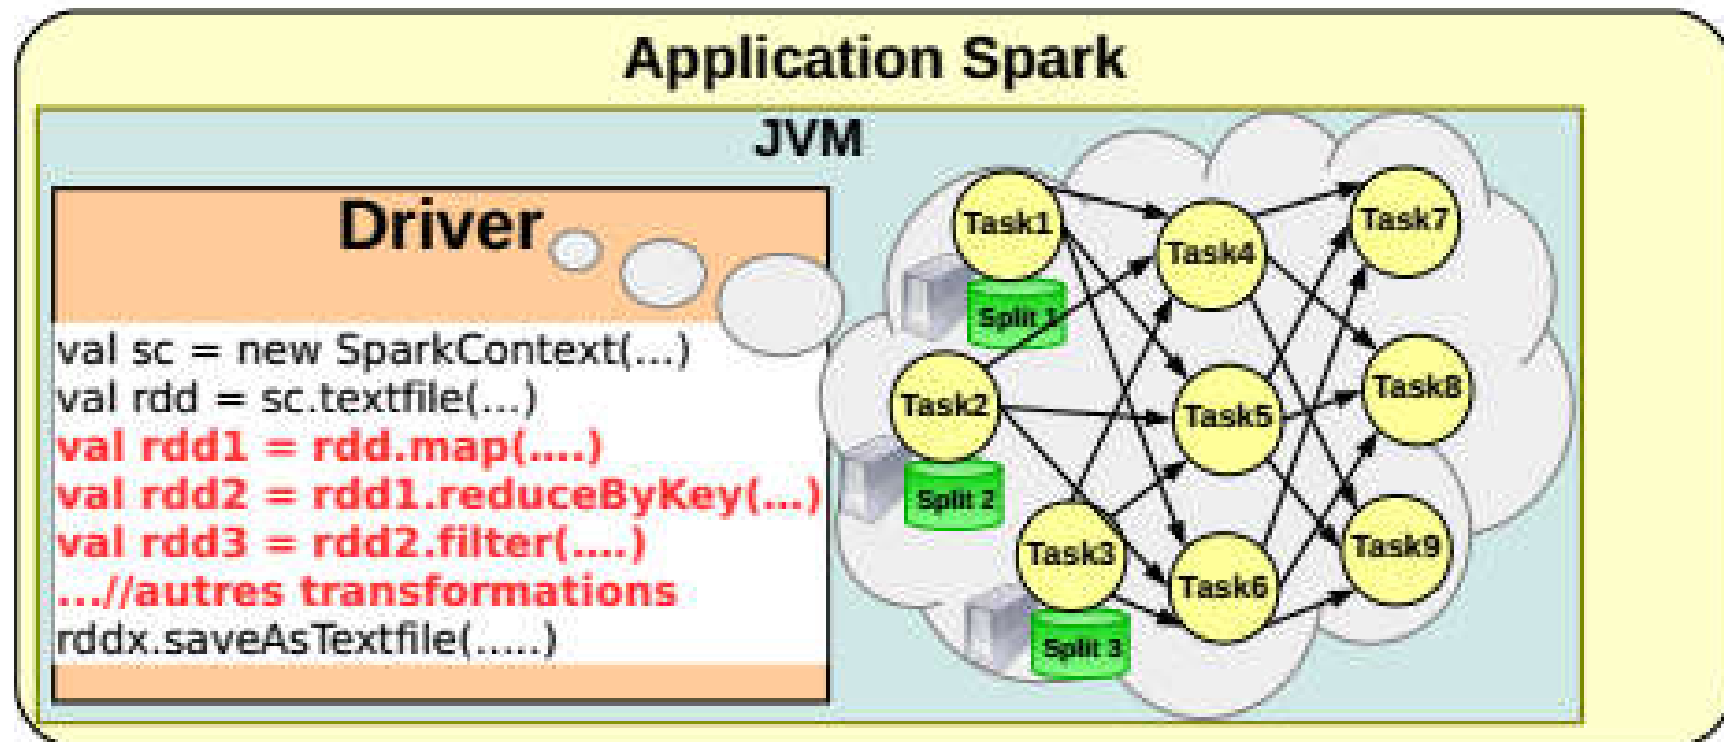 Application Spark
JVM
Driver
val sc = new SparkContext(...)
val rdd = sc.textfile(...)
val rdd1 = rdd.map(....)
val rdd2 = rdd1.reduceByKey(...)
val rdd3 = rdd2.filter(....)
...//autres transformations
rddx.saveAsTextfile(.....)
Task1
Split 1
Task2
Split 2
Task3
Split 3
Task4
Task5
Task6
Task7
Task8
Task9